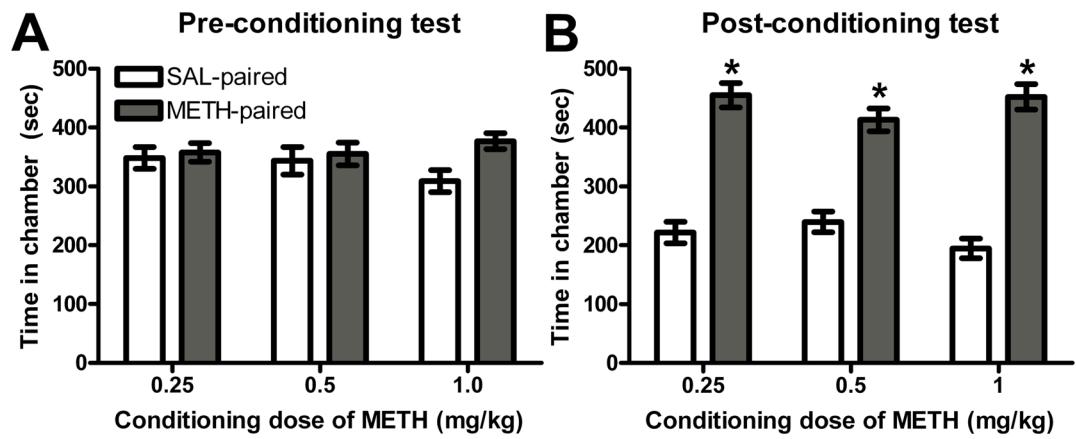 A
Pre-conditioning test
Time in chamber (sec)
500
400
300
200
100
0
SAL-paired
METH-paired
0.25
0.5
1.0
Conditioning dose of METH (mg/kg)
B
Post-conditioning test
Time in chamber (sec)
500
400
300
200
100
0
*
*
*
0.25
0.5
1
Conditioning dose of METH (mg/kg)